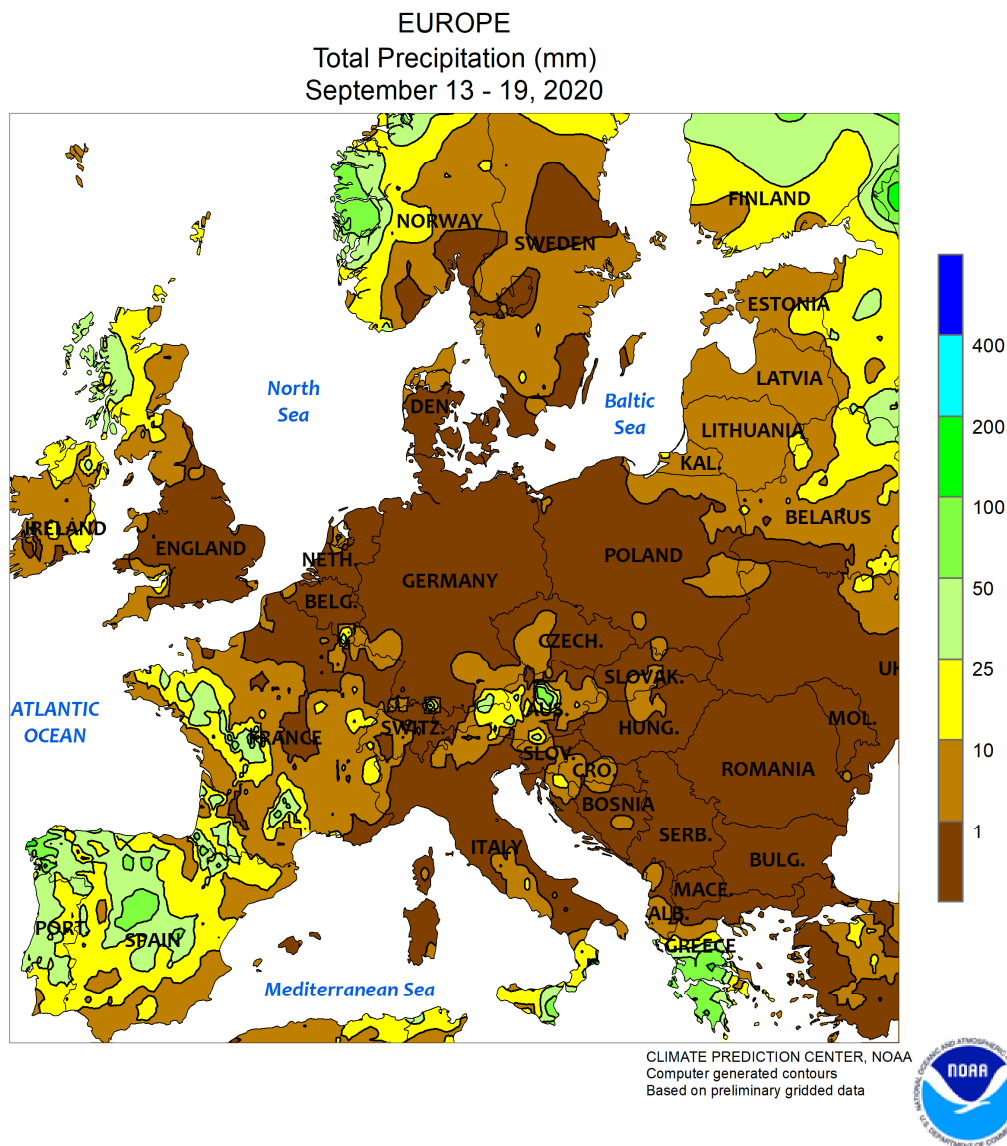 EUROPE
Total Precipitation (mm)
September 13 - 19, 2020
FINLAND
NORWAY
SWEDEN
ESTONIA
400
North
Sea
LATVIA
Baltic
Sea
DEN.
200
LITHUANIA
KAL.
100
BELARUS
IRELAND
ENGLAND
NETH.
POLAND
GERMANY
50
BELG.
CZECH.
25
SLOVAK.
UK
ATLANTIC
OCEAN
AUS.
MOL.
SWITZ.
HUNG.
FRANCE
10
SLOV.
CRO.
ROMANIA
BOSNIA
1
SERB.
ITALY
BULG.
MACE.
ALB.
PORT.
SPAIN
GREECE
Mediterranean Sea
CLIMATE PREDICTION CENTER, NOAA
Computer generated contours
Based on preliminary gridded data
NOAA